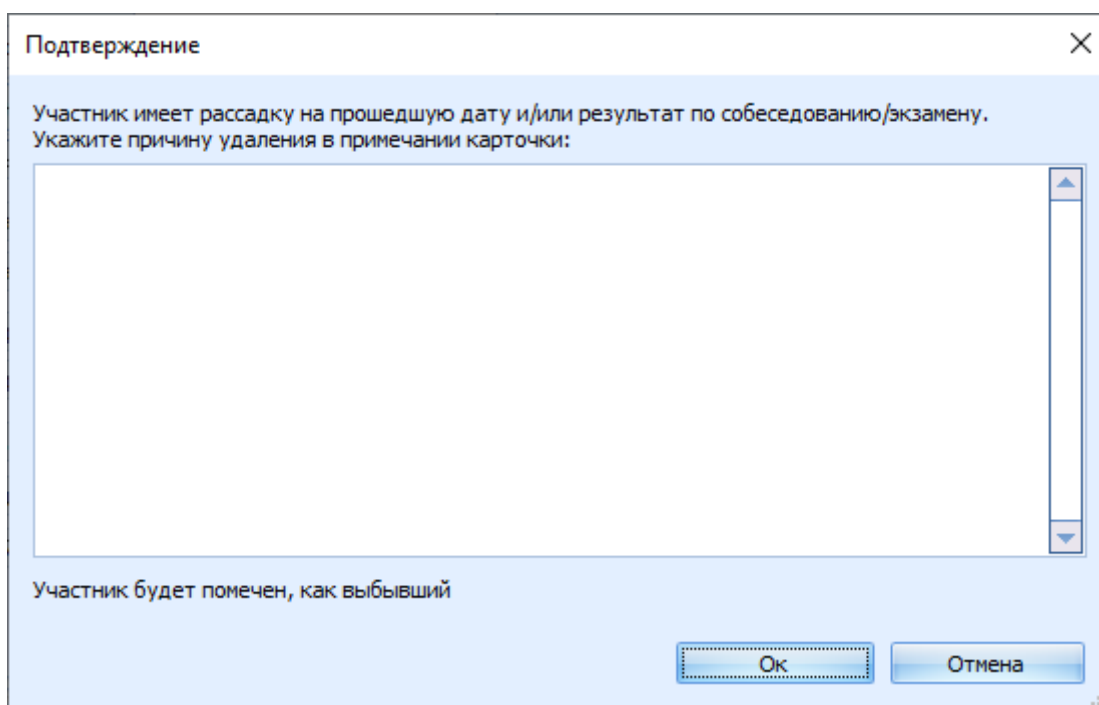 Подтверждение
Участник имеет рассадку на прошедшую дату и/или результат по собеседованию/экзамену.
Укажите причину удаления в примечании карточки:
Участник будет помечен, как выбывший
Ок
Отмена